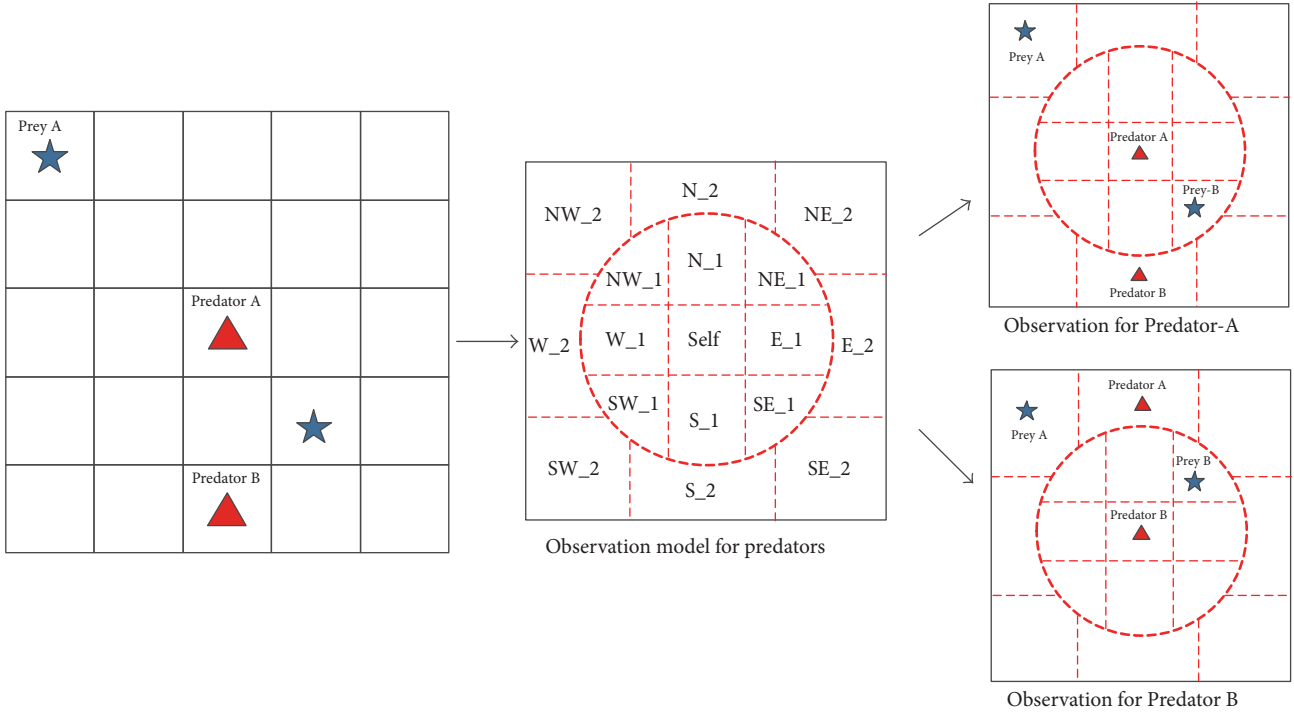 Prey A
Predator A
Predator B
N_2
NW_2
NE_2
N_1
NW_1
NE_1
W_2
W_1
Self
E_1
E_2
SW_1
S_1
SE_1
SW_2
S_2
SE_2
Observation model for predators
Prey A
Predator A
Prey-B
Predator B
Observation for Predator-A
Predator A
Prey A
Prey B
Predator B
Observation for Predator B